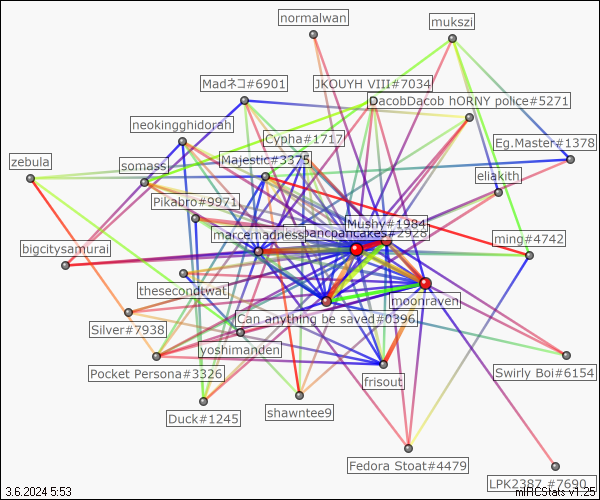 normalwan
mukszi
Madネコ#6901
JKOUYH VIII#7034
DacobDacob hORNY police#5271
neokingghidorah
Cypha#1717
Eg.Master#1378
zebula
somass
Majestic#3375
eliakith
Pikabro#9971
Mushy#1984
marcemadness
ancpancakes#2928
ming#4742
bigcitysamurai
thesecondtwat
moonraven
Silver#7938
Can anything be saved#0396
yoshimanden
Pocket Persona#3326
frisout
Swirly Boi#6154
Duck#1245
shawntee9
Fedora Stoat#4479
LPK2387 #7690
3.6.2024 5:53
mIRCStats v1.25